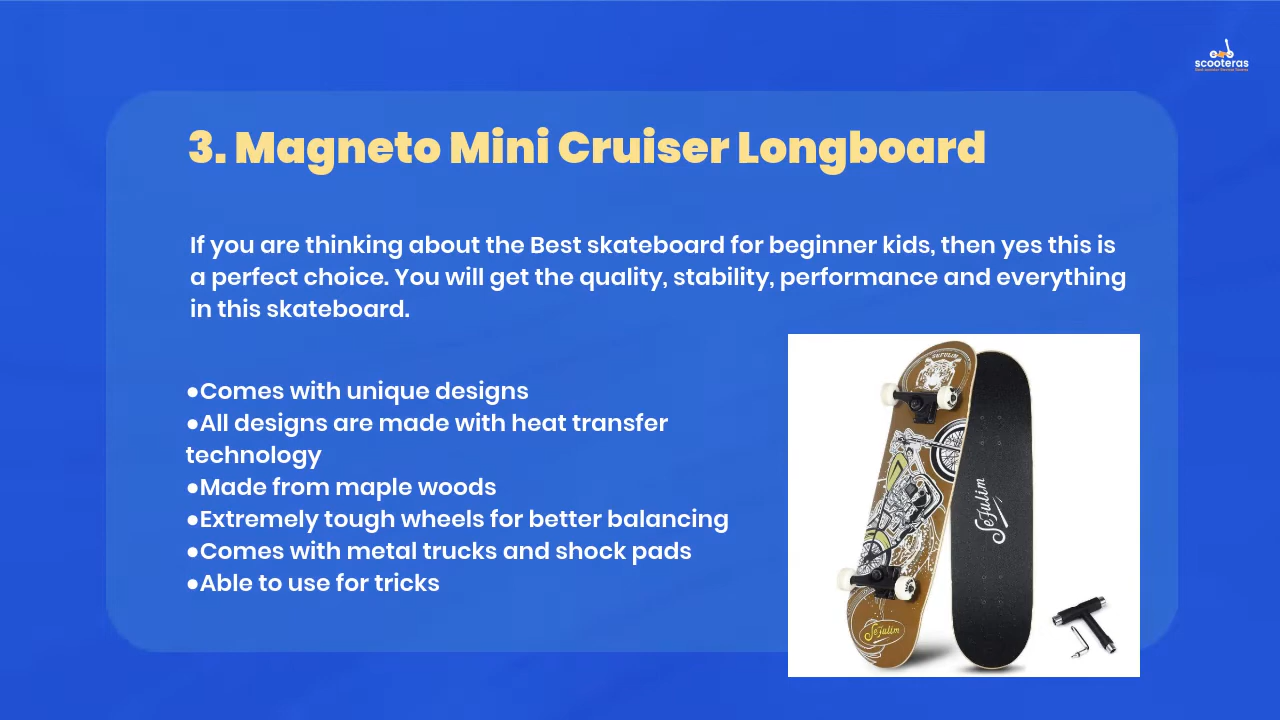 scooteras
3. Magneto Mini Cruiser Longboard
If you are thinking about the Best skateboard for beginner kids, then yes this is
a perfect choice. You will get the quality, stability, performance and everything
in this skateboard.
●Comes with unique designs
●All designs are made with heat transfer
technology
●Made from maple woods
●Extremely tough wheels for better balancing
●Comes with metal trucks and shock pads
●Able to use for tricks
SEFULIM
SeFulim
SeFulim